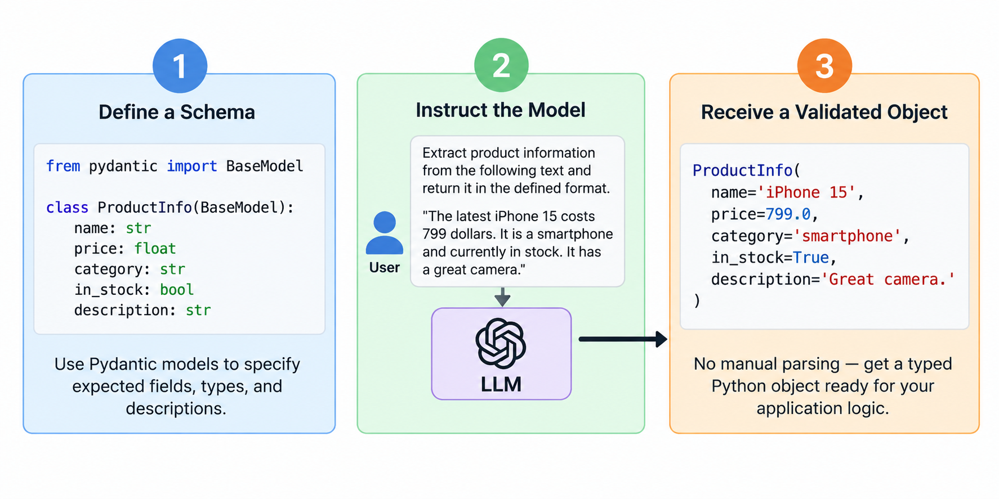 1
Define a Schema
frem pydantic import BaseModel
class ProductInfo(BaseModel):
name: str
price: float
category: str
in_stock: bool
description: str
Use Pydantic models to specify
expected fields, types, and
descriptions.
2
Instruct the Model
Extract product information
from the following text and
return it in the defined format.
"The latest iPhone 15 costs
799 dollars. It is a smartphone
and currently in stock. It has
a great camera."
User
LLM
3
Receive a Validated Object
ProductInfo(
name='iPhone 15',
price=799.0,
category='smartphone',
in_stock=True,
description='Great camera.'
)
No manual parsing — get a typed
Python object ready for your
application logic.